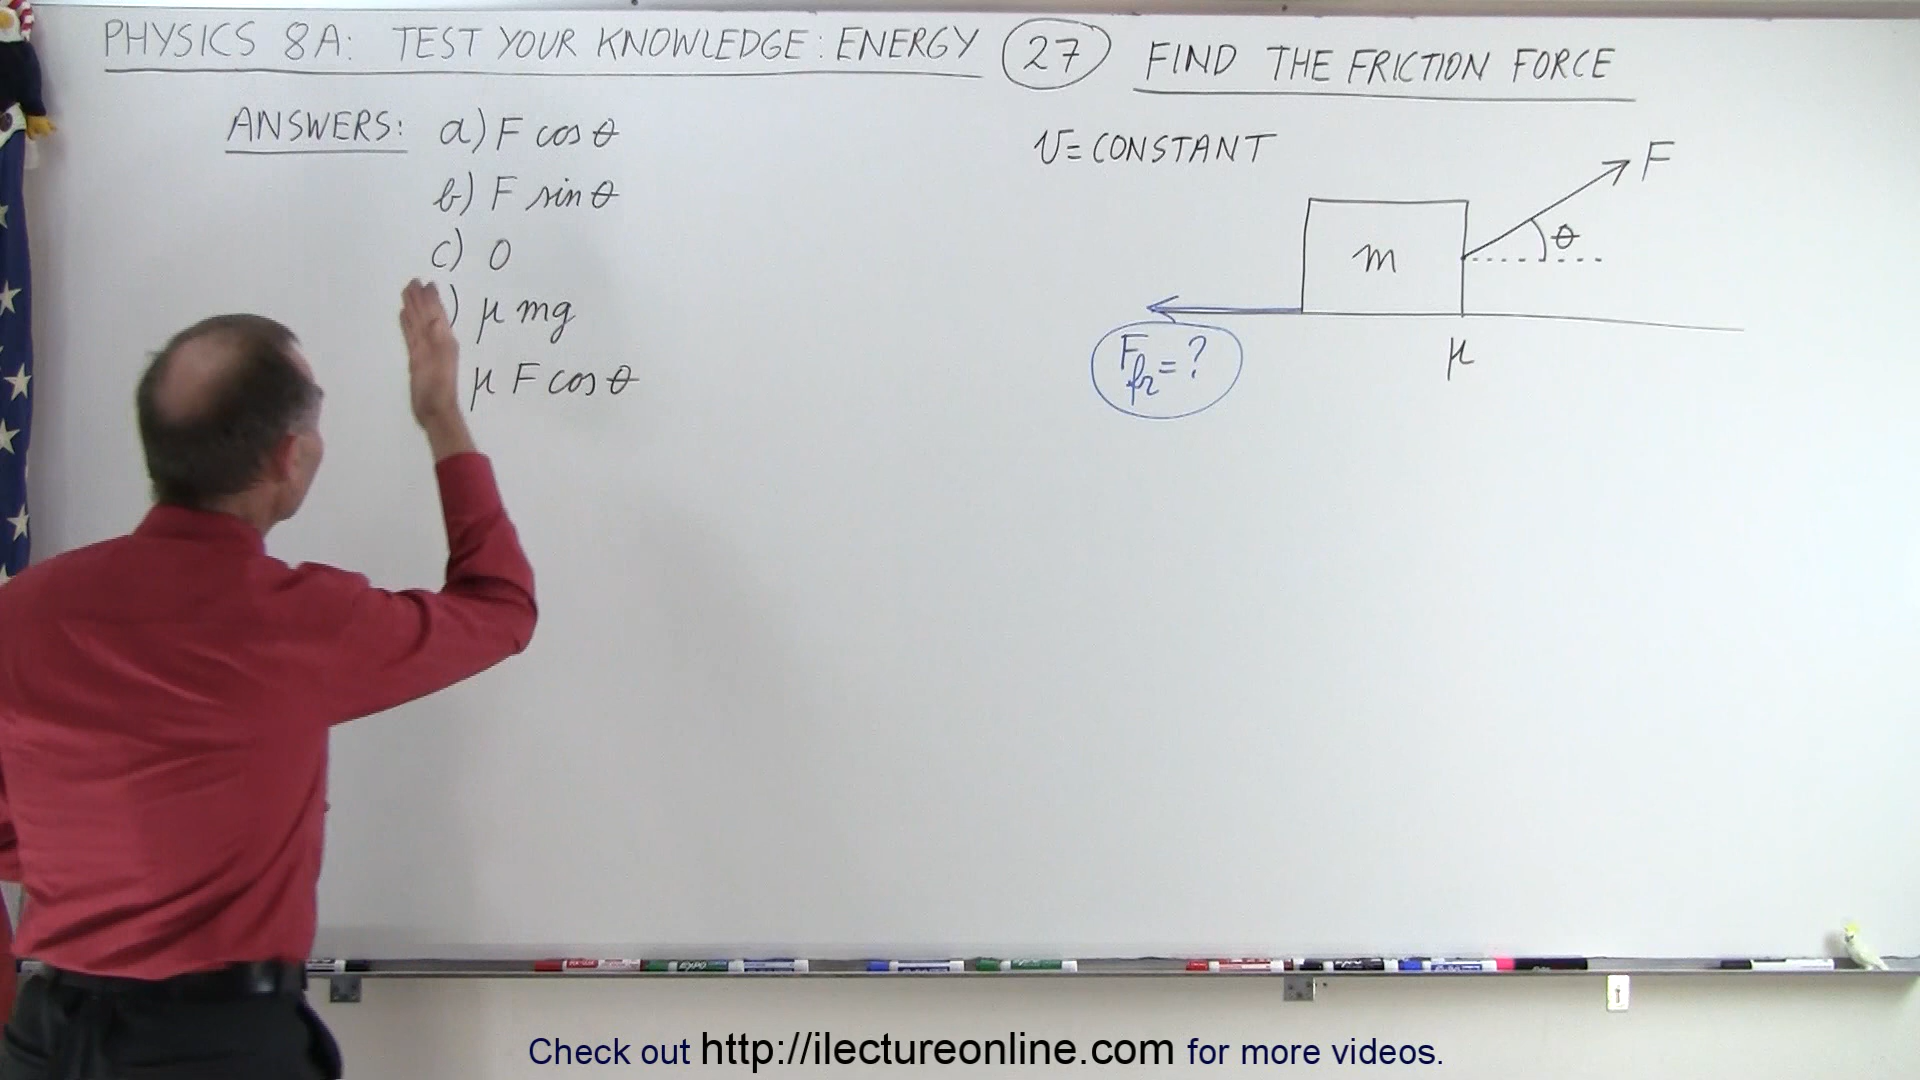 PHYSICS 8A: TEST YOUR KNOWLEDGE: ENERGY 27 FIND THE FRICTION FORCE
ANSWERS: a) F cos θ
b) F sin θ
c) 0
) μ mg
μ F cos θ
v = CONSTANT
F
θ
m
F fr = ?
μ
EXPO
Check out http://ilectureonline.com for more videos.